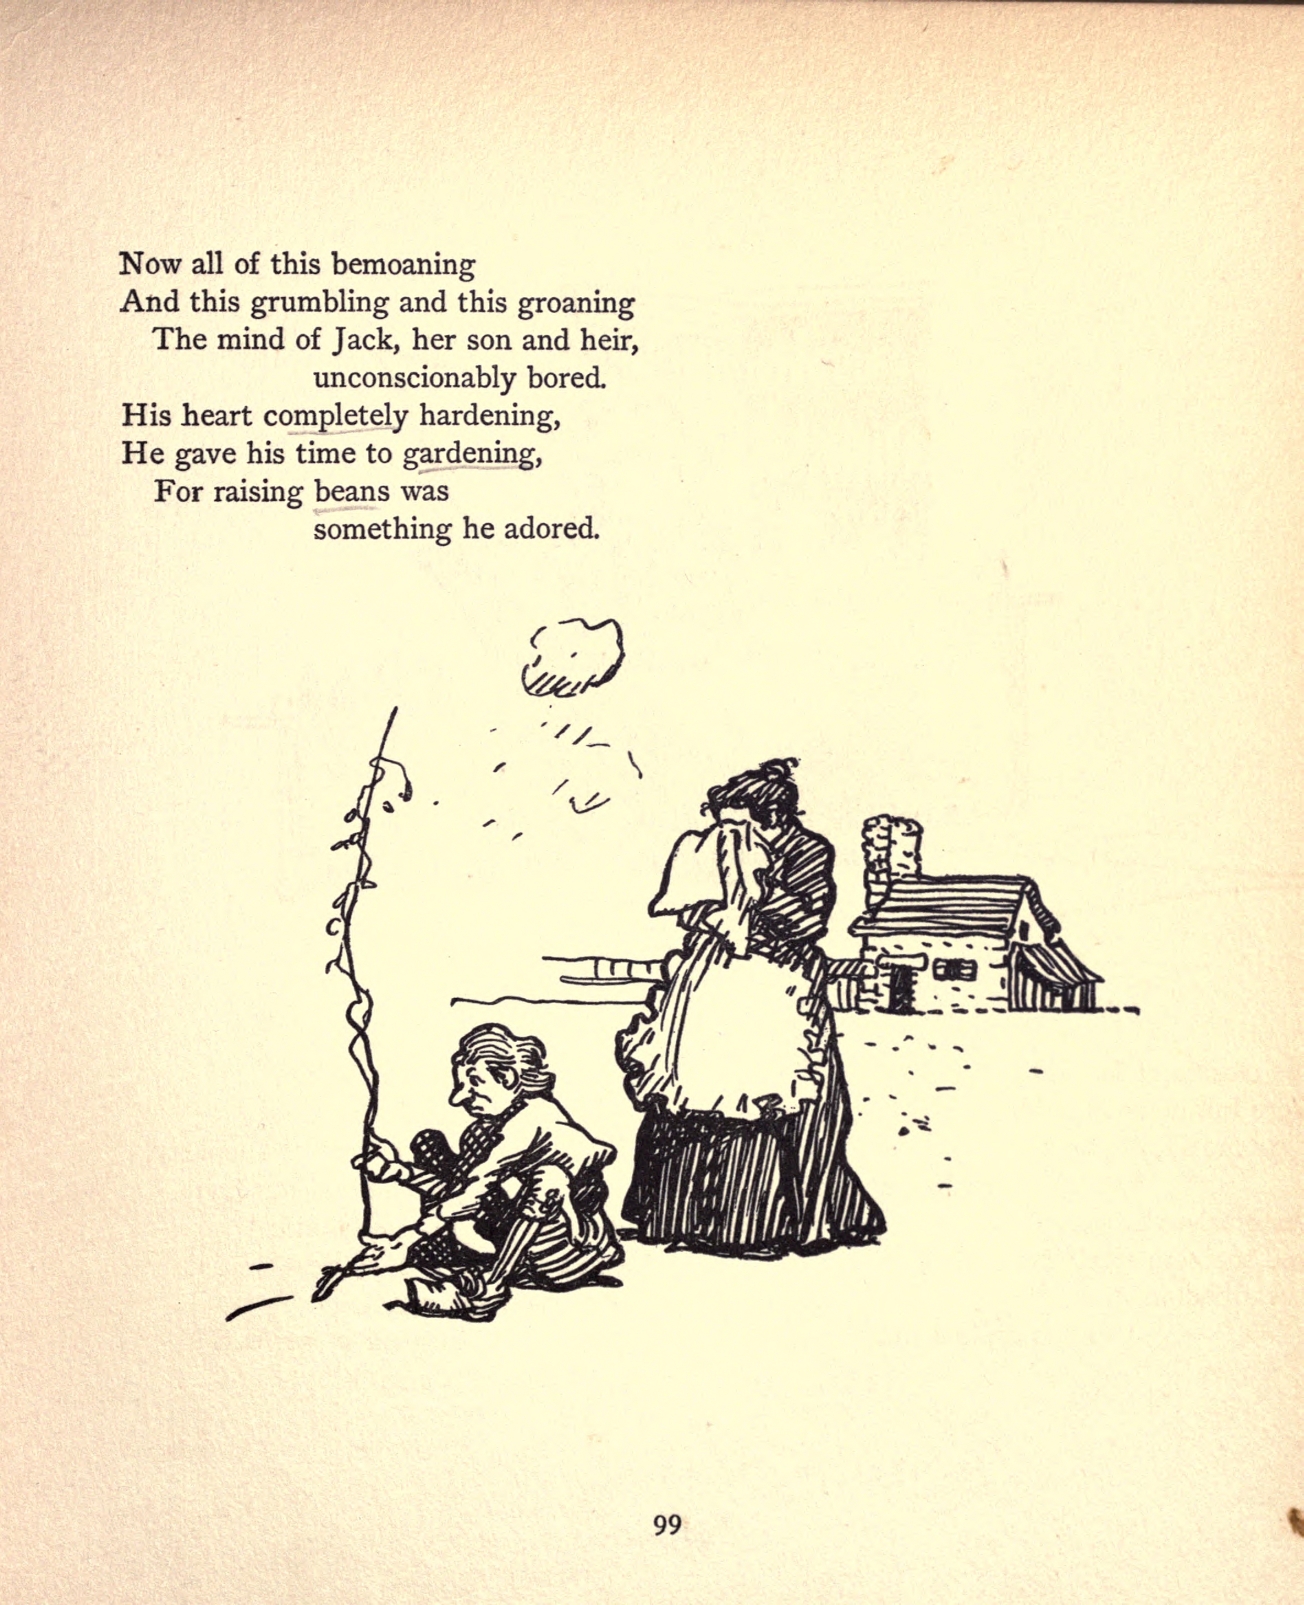 Now all of this bemoaning
And this grumbling and this groaning
The mind of Jack, her son and heir,
unconscionably bored.
His heart completely hardening,
He gave his time to gardening,
For raising beans was
something he adored.
99